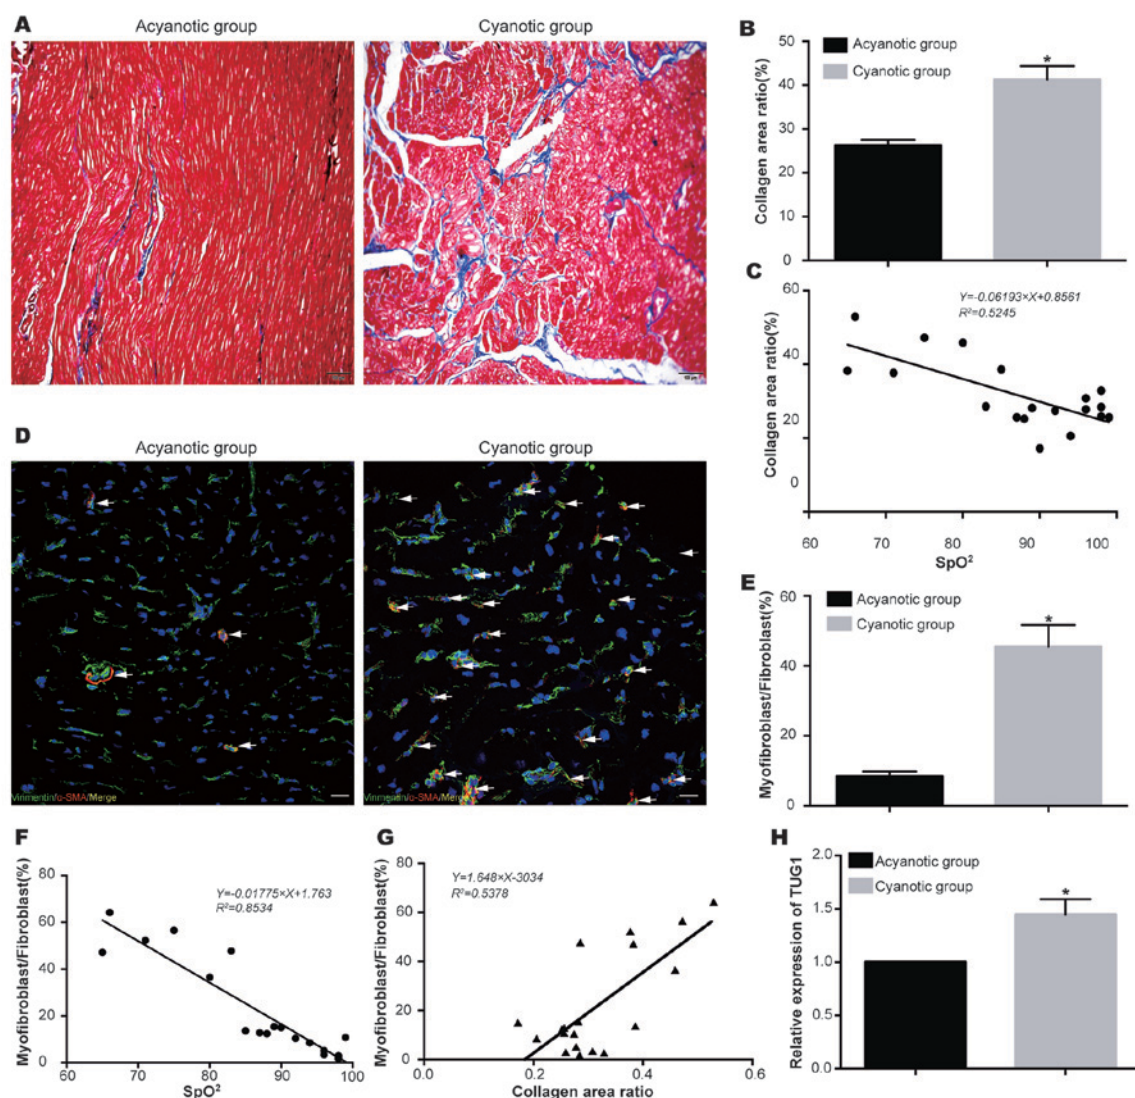 A
Acyanotic group
Cyanotic group
B
Collagen area ratio(%)
50
40
30
20
10
0
Acyanotic group
Cyanotic group
*
C
Collagen area ratio(%)
60
40
20
0
Y=-0.06193×X+0.8561
R²=0.5245
60 70 80 90 100
SpO²
D
Acyanotic group
Cyanotic group
Vinmentin/α-SMA/Merge
Vinmentin/α-SMA/Merge
E
Myofibroblast/Fibroblast(%)
60
40
20
0
Acyanotic group
Cyanotic group
*
F
Myofibroblast/Fibroblast(%)
80
60
40
20
0
Y=-0.01775×X+1.763
R²=0.8534
60 70 80 90 100
SpO²
G
Myofibroblast/Fibroblast(%)
80
60
40
20
0
Y=1.648×X-3034
R²=0.5378
0.0 0.2 0.4 0.6
Collagen area ratio
H
Relative expression of TUG1
2.0
1.5
1.0
0.5
0.0
Acyanotic group
Cyanotic group
*